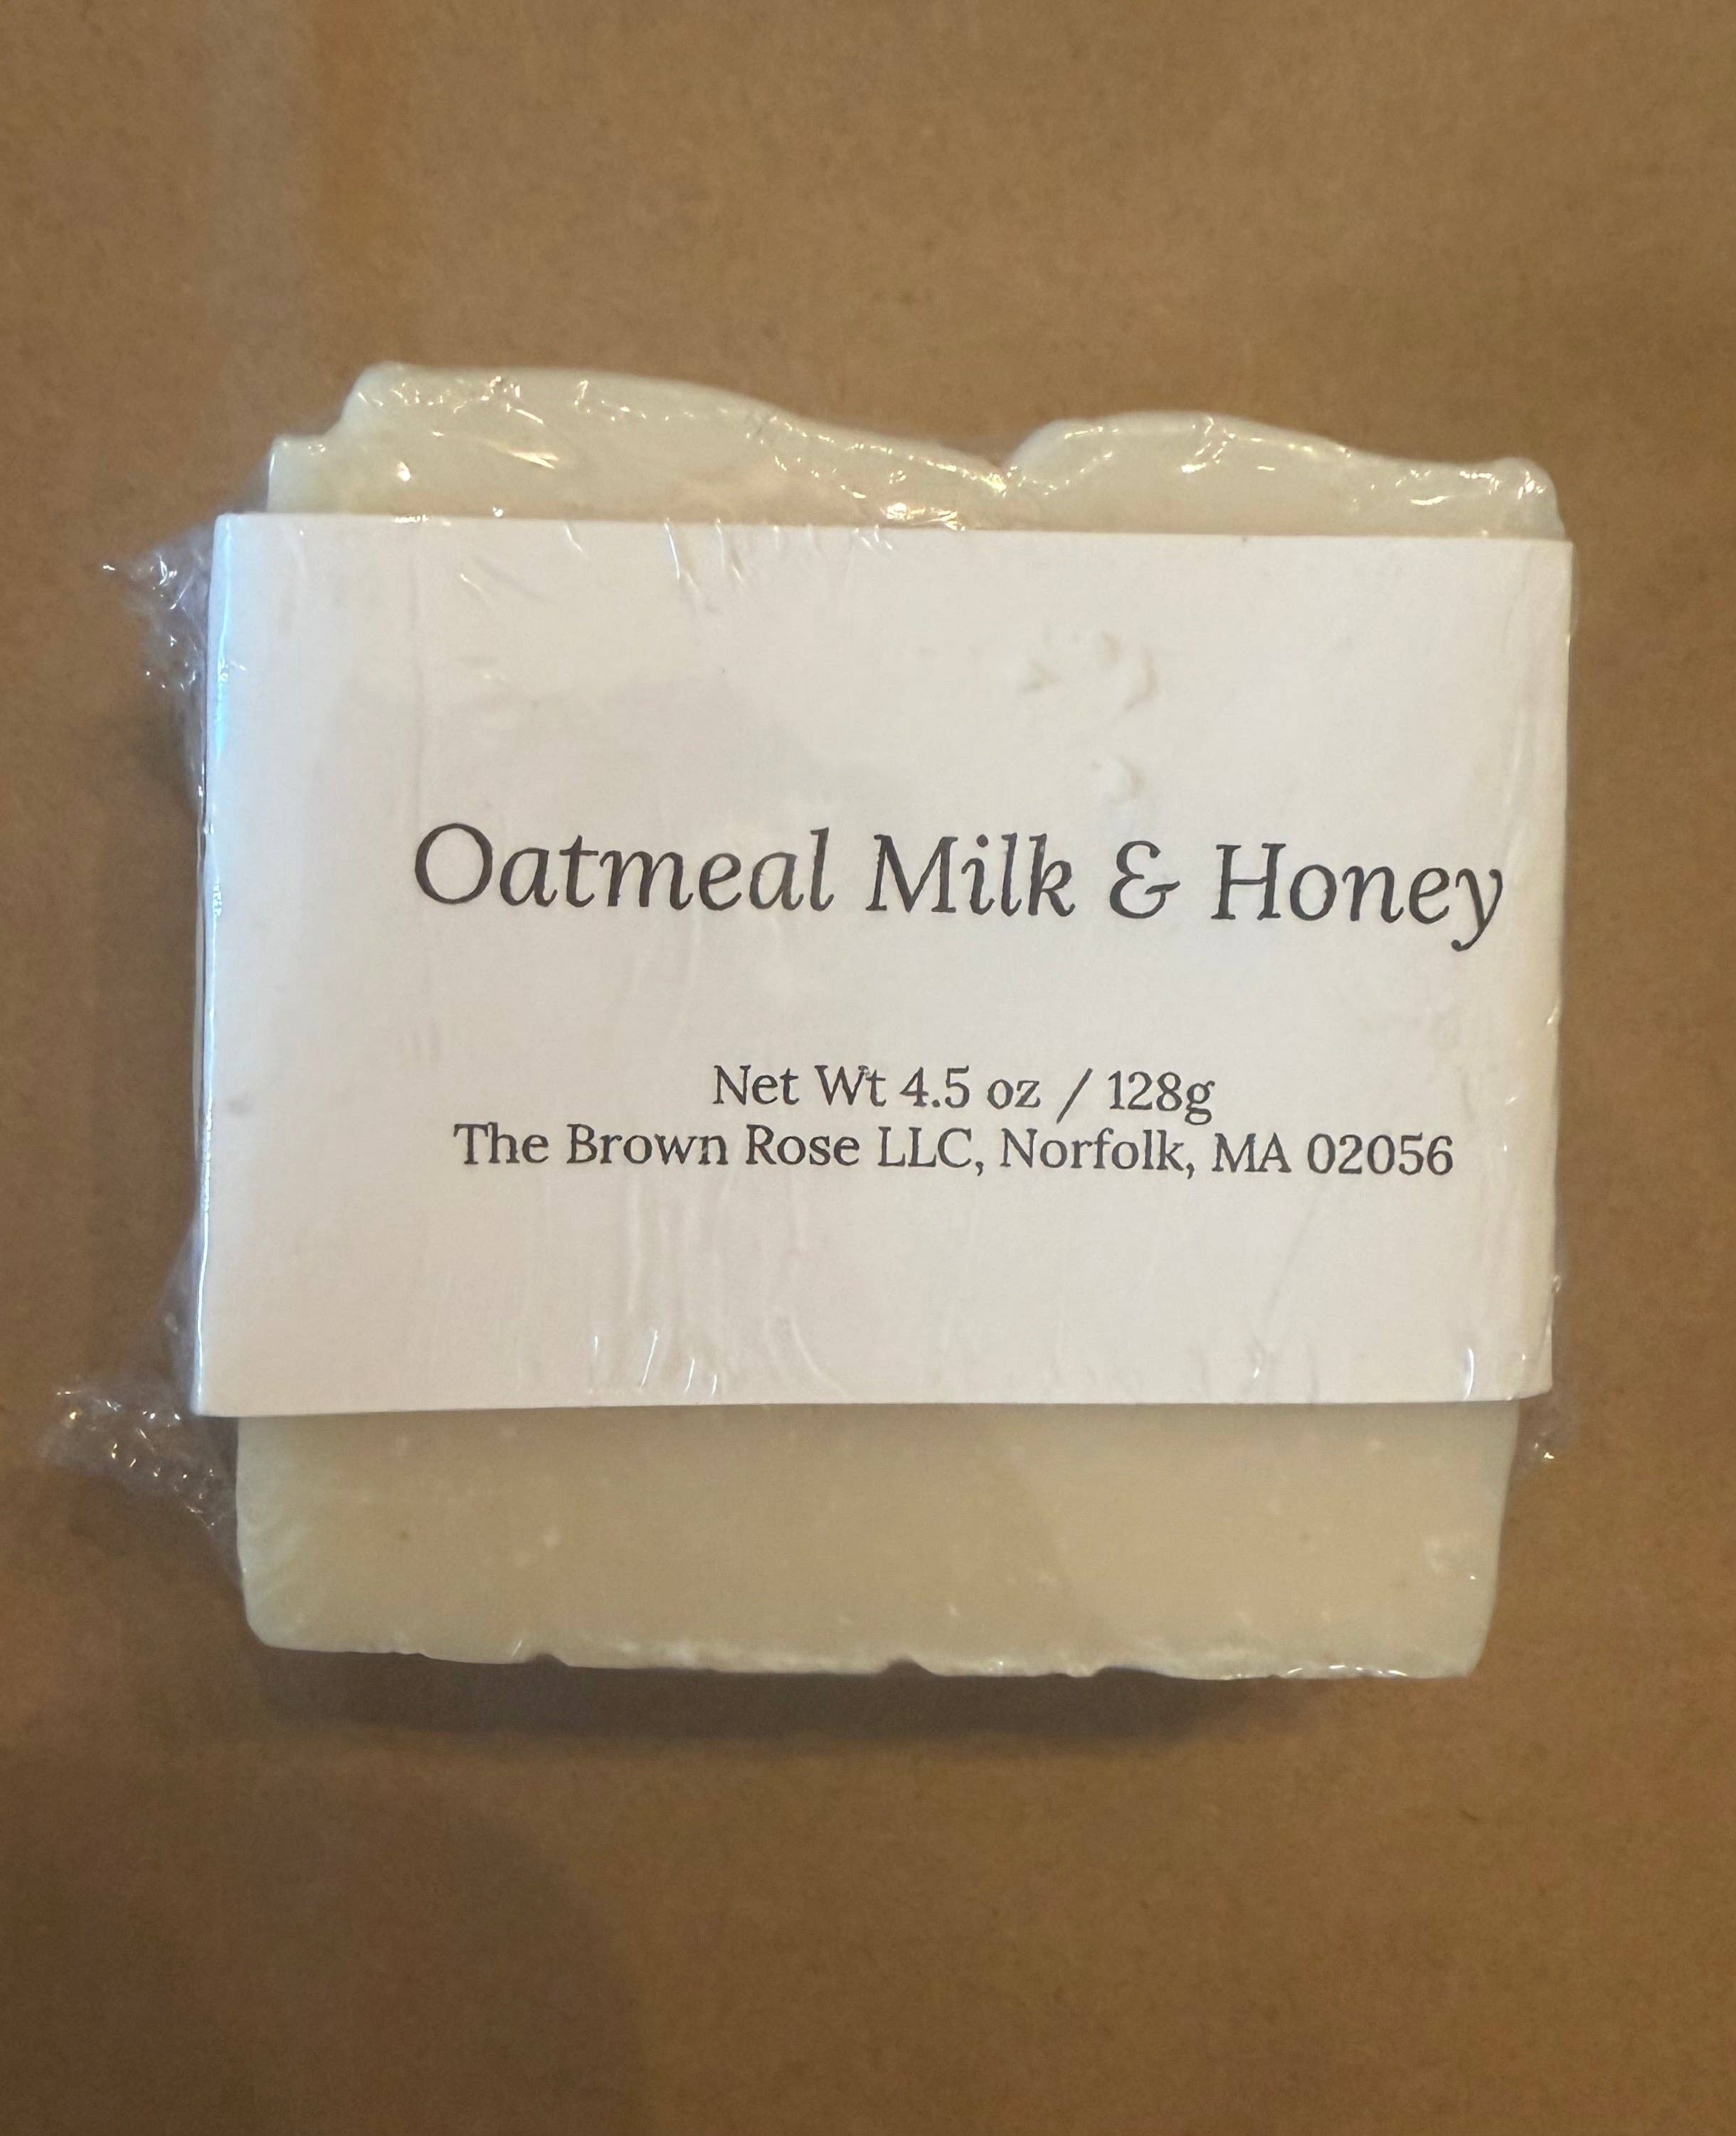 Oatmeal Milk & Honey
Net Wt 4.5 oz / 128g
The Brown Rose LLC, Norfolk, MA 02056